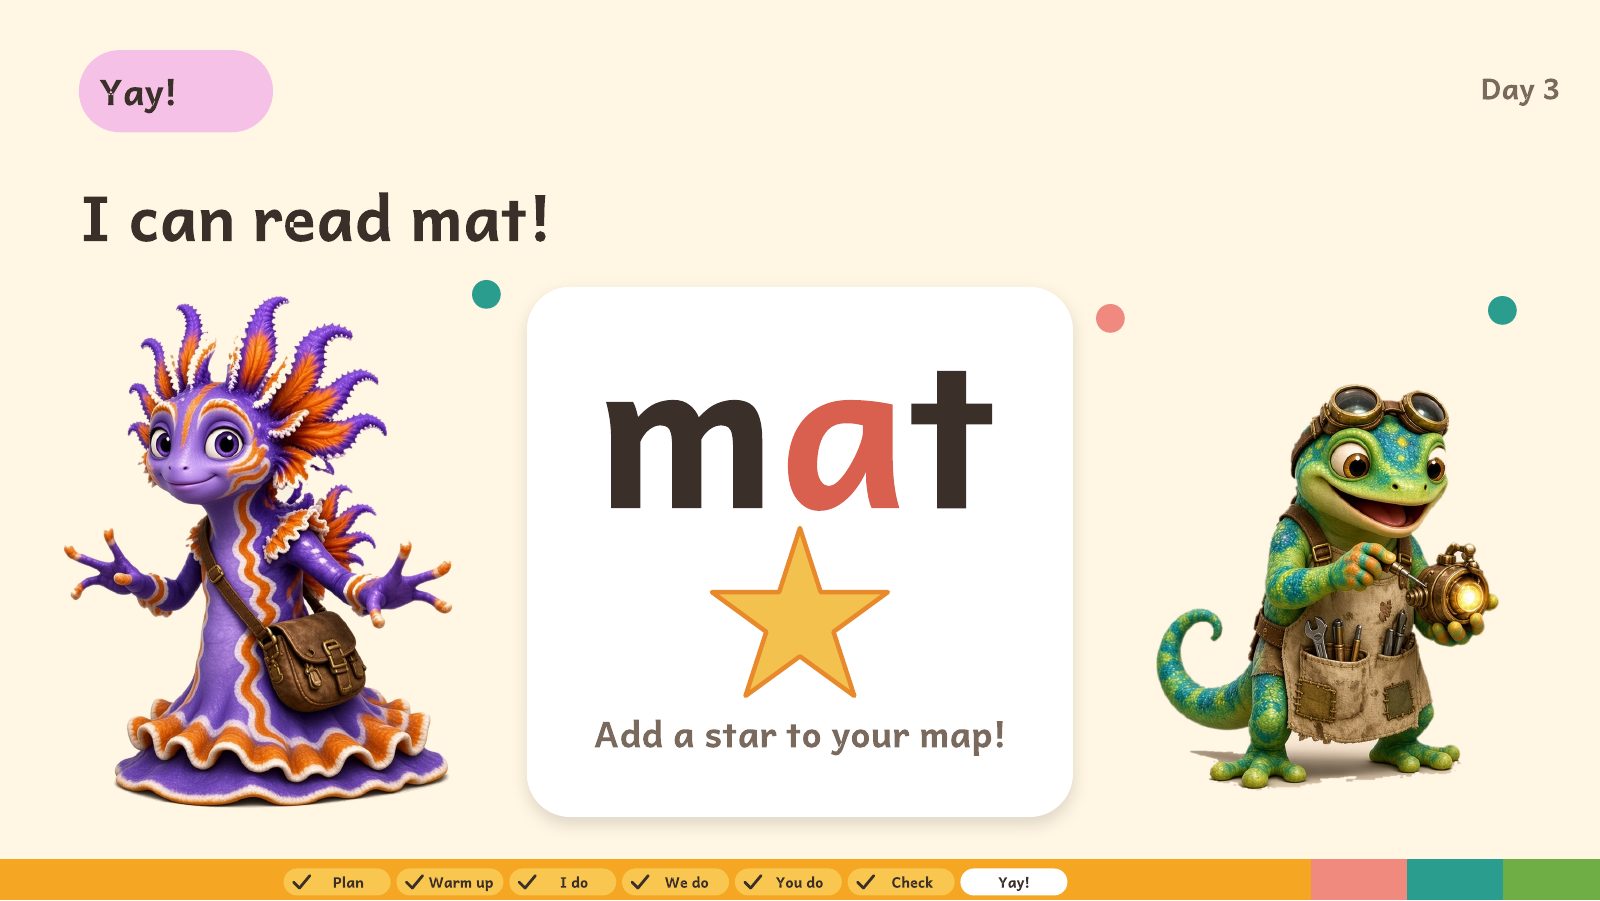 Yay!
Day 3
I can read mat!
mat
Add a star to your map!
Plan
Warm up
I do
We do
You do
Check
Yay!